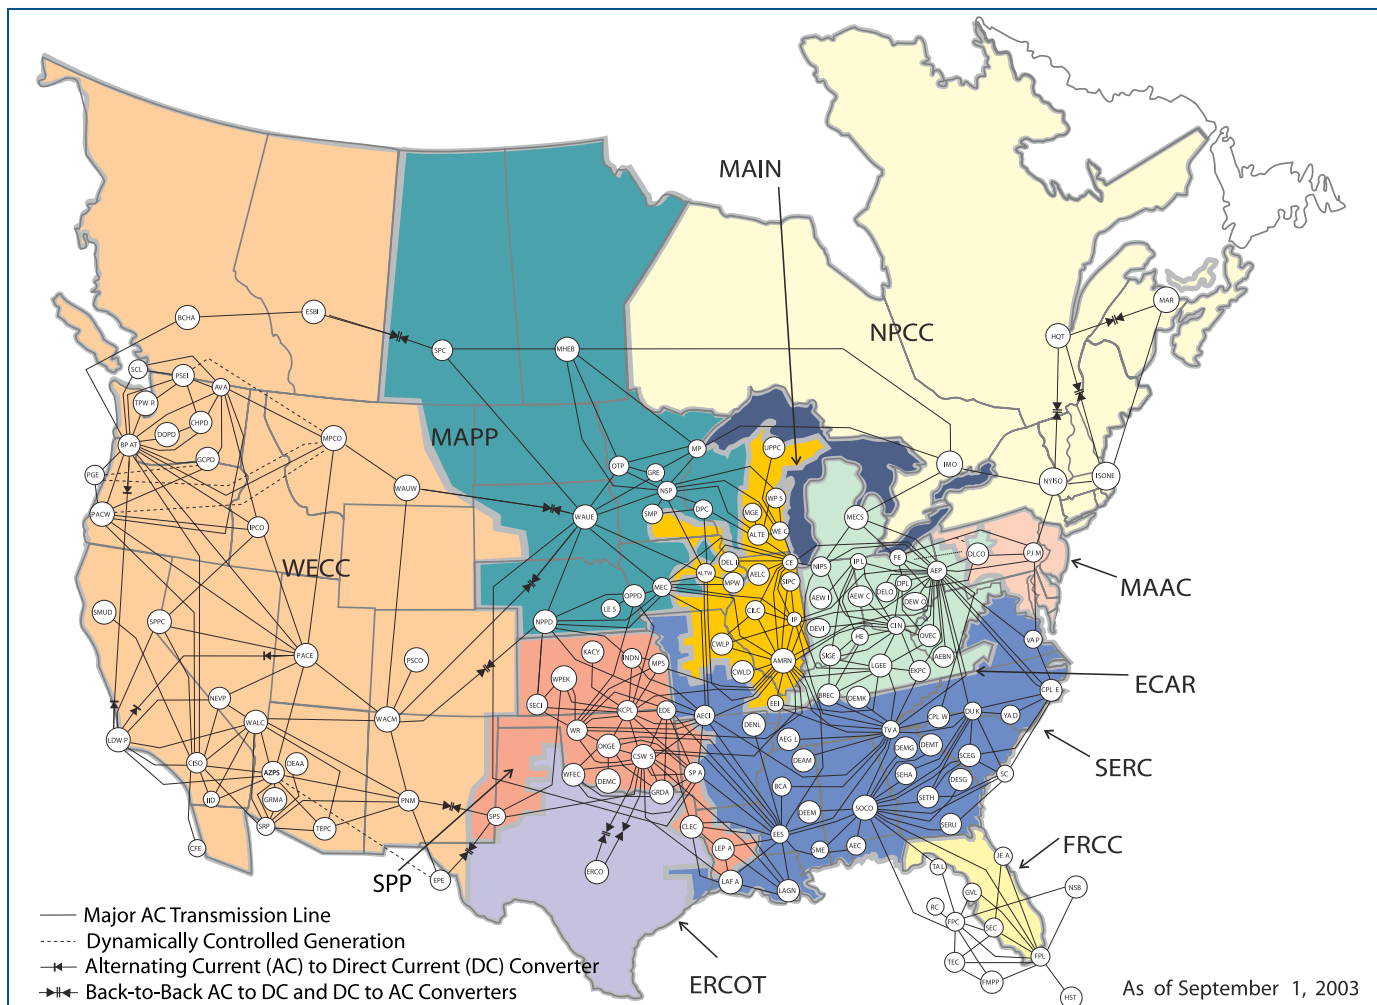 MAIN
MAR
BCHA
ESBI
NPCC
HQT
SPC
MHEB
SCL
PSEI
AVA
TPW R
CHPD
DOPD
BP AT
GCPD
MPCO
MAPP
MP
UPPC
OTP
GRE
IMO
PGE
WAUW
NSP
WP S
NYISO
ISONE
PACW
SMP
DPC
MGE
WAUE
MECS
IPCO
ALTE
WE C
WECC
DEL I
CE
NIPS
IP L
FE
AEP
DLCO
PJ M
ALTW
MPW
AELC
SIPC
MEC
DPL
DELO
MAAC
SMUD
SPPC
LE S
OPPD
AEW I
AEW C
DEW O
CILC
IP
NPPD
DEVI
CIN
HE
OVEC
VA P
CWLP
KACY
INDN
MPS
PACE
PSCO
AMRN
SIGE
LGEE
EKPC
AEBN
ECAR
CWLD
WPEK
NEVP
SECI
BREC
DEMK
CPL E
EEI
KCPL
EDE
AECI
WALC
WACM
DENL
CPL W
DU K
YA D
LDW P
WR
TV A
AEG L
DEMG
DEMT
OKGE
CSW S
DEAM
SCEG
SERC
CISO
AZPS
DEAA
WFEC
DEMC
SP A
SEHA
DESG
SC
GRDA
BCA
IID
GRMA
PNM
SETH
SOCO
DEEM
SPS
CLEC
SERU
SRP
TEPC
EES
CFE
LEP A
SME
AEC
FRCC
JE A
TA L
ERCO
SPP
EPE
LAF A
LAGN
GVL
NSB
RC
FPC
SEC
Major AC Transmission Line
Dynamically Controlled Generation
TEC
FPL
Alternating Current (AC) to Direct Current (DC) Converter
FMPP
ERCOT
Back-to-Back AC to DC and DC to AC Converters
HST
As of September 1, 2003